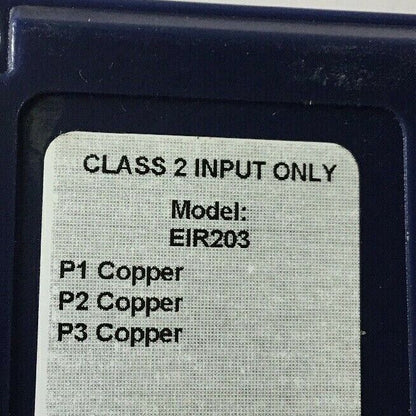 CLASS 2 INPUT ONLY
Model:
EIR203
P1 Copper
P2 Copper
P3 Copper